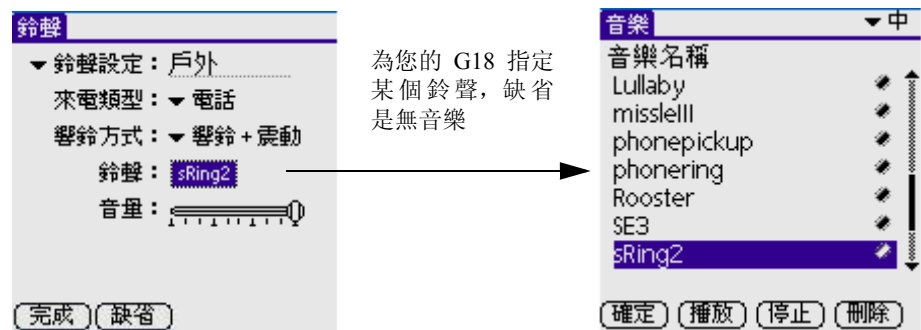 鈴聲
鈴聲設定：戶外
來電類型：電話
響鈴方式：響鈴+震動
鈴聲：sRing2
音量：
完成 缺省
為您的 G18 指定
某個鈴聲，缺省
是無音樂
音樂 中
音樂名稱
Lullaby
missleIII
phonepickup
phonering
Rooster
SE3
sRing2
確定 播放 停止 刪除